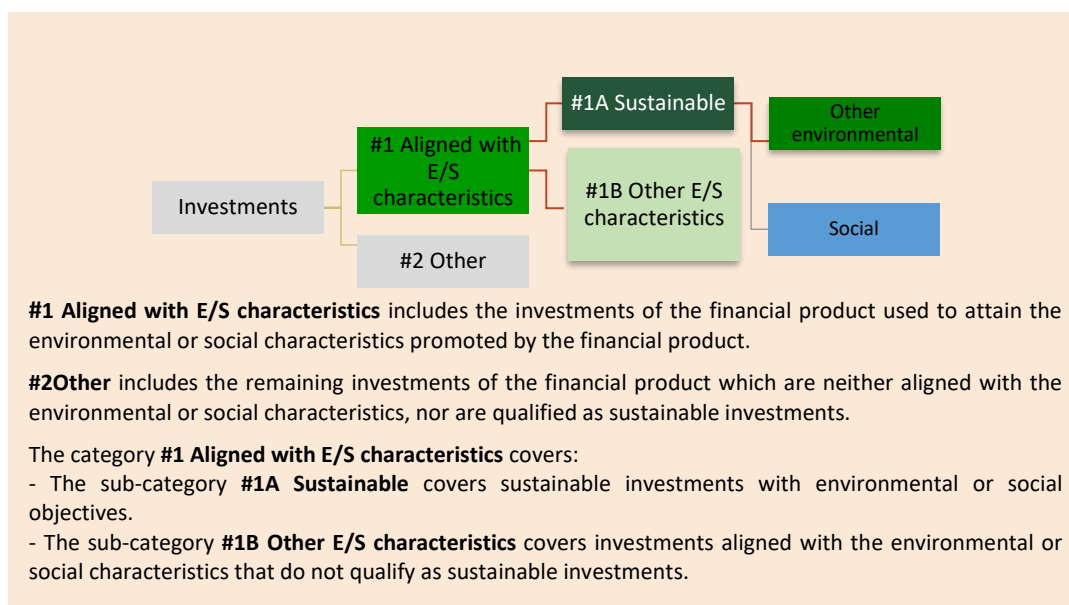 #1A Sustainable
Other
environmental
#1 Aligned with
E/S
characteristics
#1B Other E/S
characteristics
Investments
Social
#2 Other
#1 Aligned with E/S characteristics includes the investments of the financial product used to attain the
environmental or social characteristics promoted by the financial product.
#2Other includes the remaining investments of the financial product which are neither aligned with the
environmental or social characteristics, nor are qualified as sustainable investments.
The category #1 Aligned with E/S characteristics covers:
- The sub-category #1A Sustainable covers sustainable investments with environmental or social
objectives.
- The sub-category #1B Other E/S characteristics covers investments aligned with the environmental or
social characteristics that do not qualify as sustainable investments.